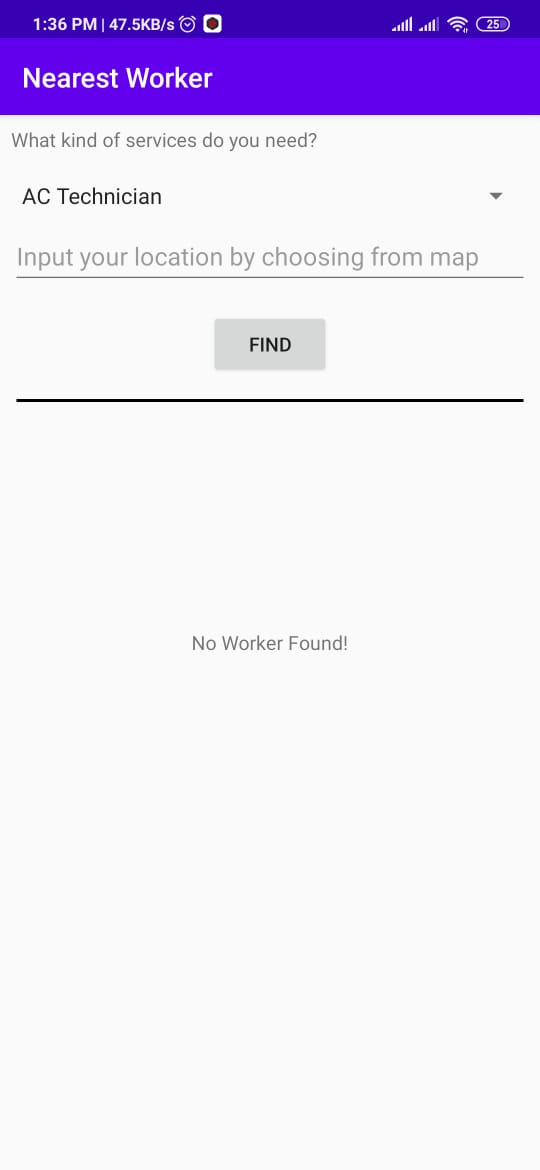 1:36 PM | 47.5KB/s
25
Nearest Worker
What kind of services do you need?
AC Technician
Input your location by choosing from map
FIND
No Worker Found!